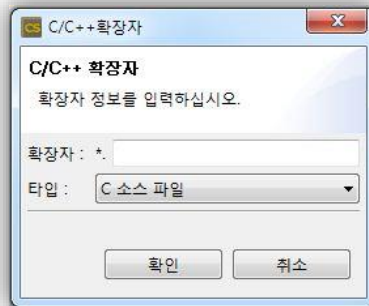 CS C/C++확장자
C/C++ 확장자
확장자 정보를 입력하십시오.
확장자 : *.
타입 : C 소스 파일
확인 취소